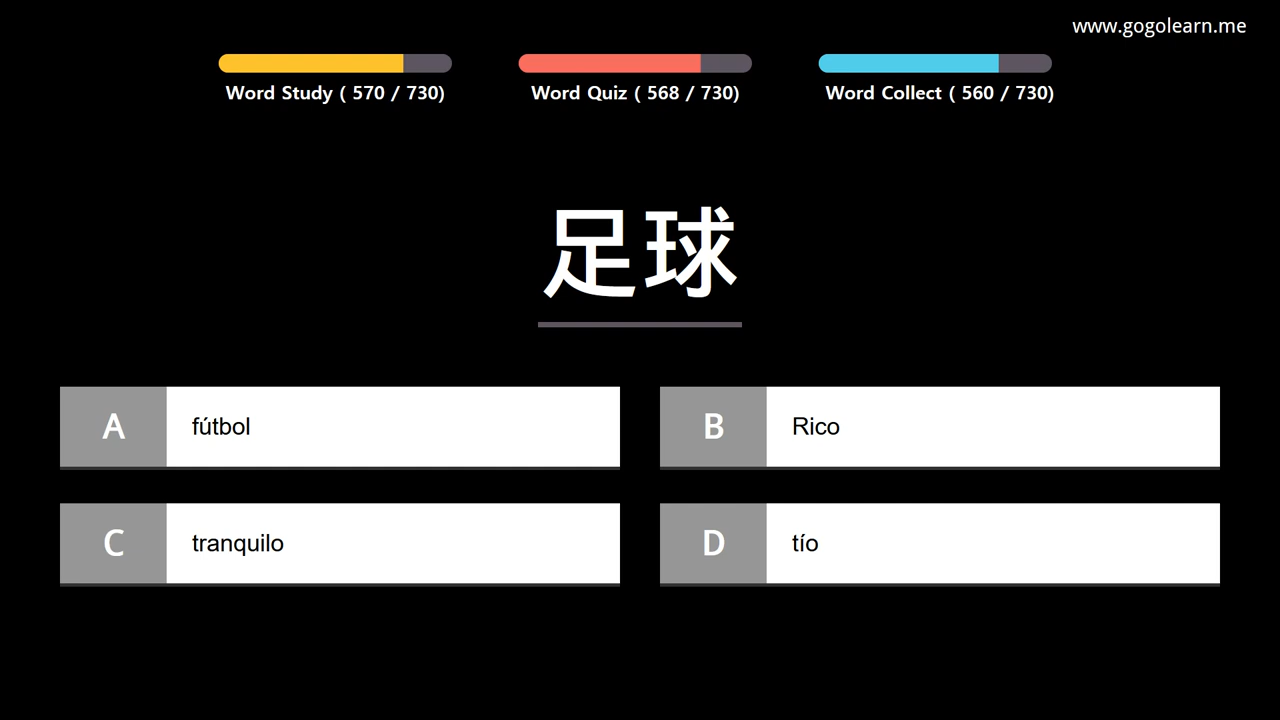 www.gogolearn.me
Word Study ( 570 / 730)
Word Quiz ( 568 / 730)
Word Collect ( 560 / 730)
足球
A fútbol
B Rico
C tranquilo
D tío